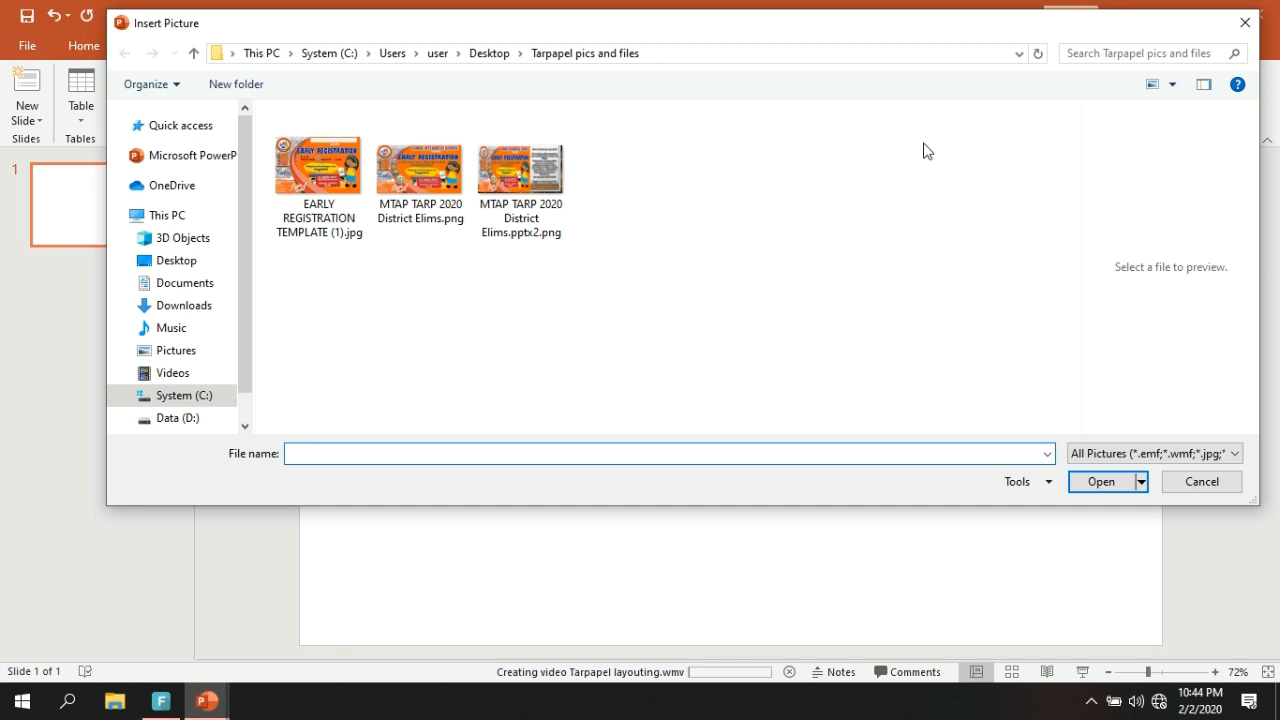 Insert Picture
File
Home
This PC
System (C:)
Users
user
Desktop
Tarpapel pics and files
Search Tarpapel pics and files
Organize
New folder
New
Slide
Slides
Table
Tables
1
Quick access
Microsoft PowerP
OneDrive
This PC
3D Objects
Desktop
Documents
Downloads
Music
Pictures
Videos
System (C:)
Data (D:)
EARLY REGISTRATION
EARLY
REGISTRATION
TEMPLATE (1).jpg
EARLY REGISTRATION
MTAP TARP 2020
District Elims.png
MTAP TARP 2020
District
Elims.pptx2.png
Select a file to preview.
File name:
All Pictures (*.emf;*.wmf;*.jpg;*
Tools
Open
Cancel
Slide 1 of 1
Creating video Tarpapel layouting.wmv
Notes
Comments
72%
10:44 PM
2/2/2020